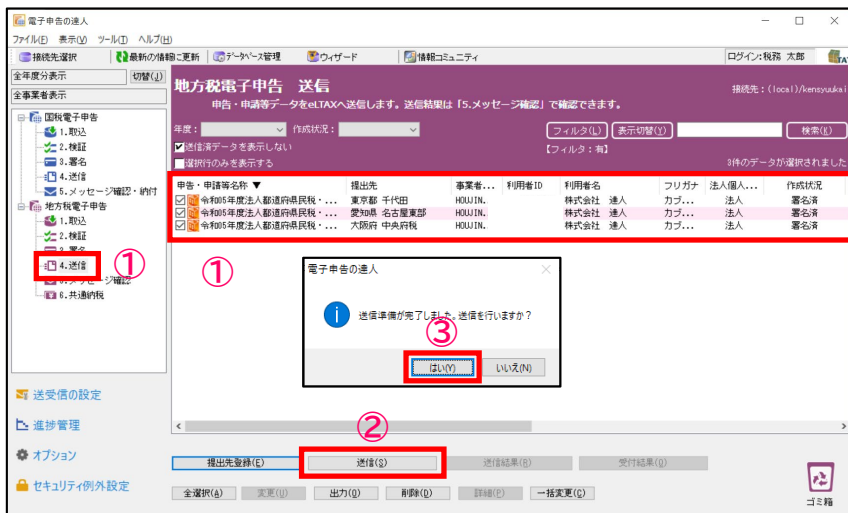 電子申告の達人
ファイル(F) 表示(V) ツール(T) ヘルプ(H)
接続先選択 最新の情報に更新 データベース管理 ウィザード 情報コミュニティ ログイン:税務 太郎
全年度分表示 切替(J)
全事業者表示
国税電子申告
1.取込
2.検証
3.署名
4.送信
5.メッセージ確認・納付
地方税電子申告
1.取込
2.検証
4.送信
6.共通納税
①
送受信の設定
進捗管理
オプション
セキュリティ例外設定
地方税電子申告 送信
接続先:(local)/kensyuukai
申告・申請等データをeLTAXへ送信します。送信結果は「5.メッセージ確認」で確認できます。
年度: 作成状況: フィルタ(L) 表示切替(Y) 検索(K)
送信済データを表示しない 【フィルタ:有】
選択行のみを表示する 3件のデータが選択されました
申告・申請等名称 ▼ 提出先 事業者... 利用者ID 利用者名 フリガナ 法人個人... 作成状況
令和05年度法人都道府県民税・... 東京都 千代田 HOUJIN. 株式会社 達人 カブ... 法人 署名済
令和05年度法人都道府県民税・... 愛知県 名古屋東部 HOUJIN. 株式会社 達人 カブ... 法人 署名済
令和05年度法人都道府県民税・... 大阪府 中央府税 HOUJIN. 株式会社 達人 カブ... 法人 署名済
①
電子申告の達人
送信準備が完了しました。送信を行いますか?
③
はい(Y) いいえ(N)
②
提出先登録(E) 送信(S) 送信結果(R) 受付結果(Q)
全選択(A) 変更(U) 出力(O) 削除(D) 詳細(P) 一括変更(C)
ゴミ箱